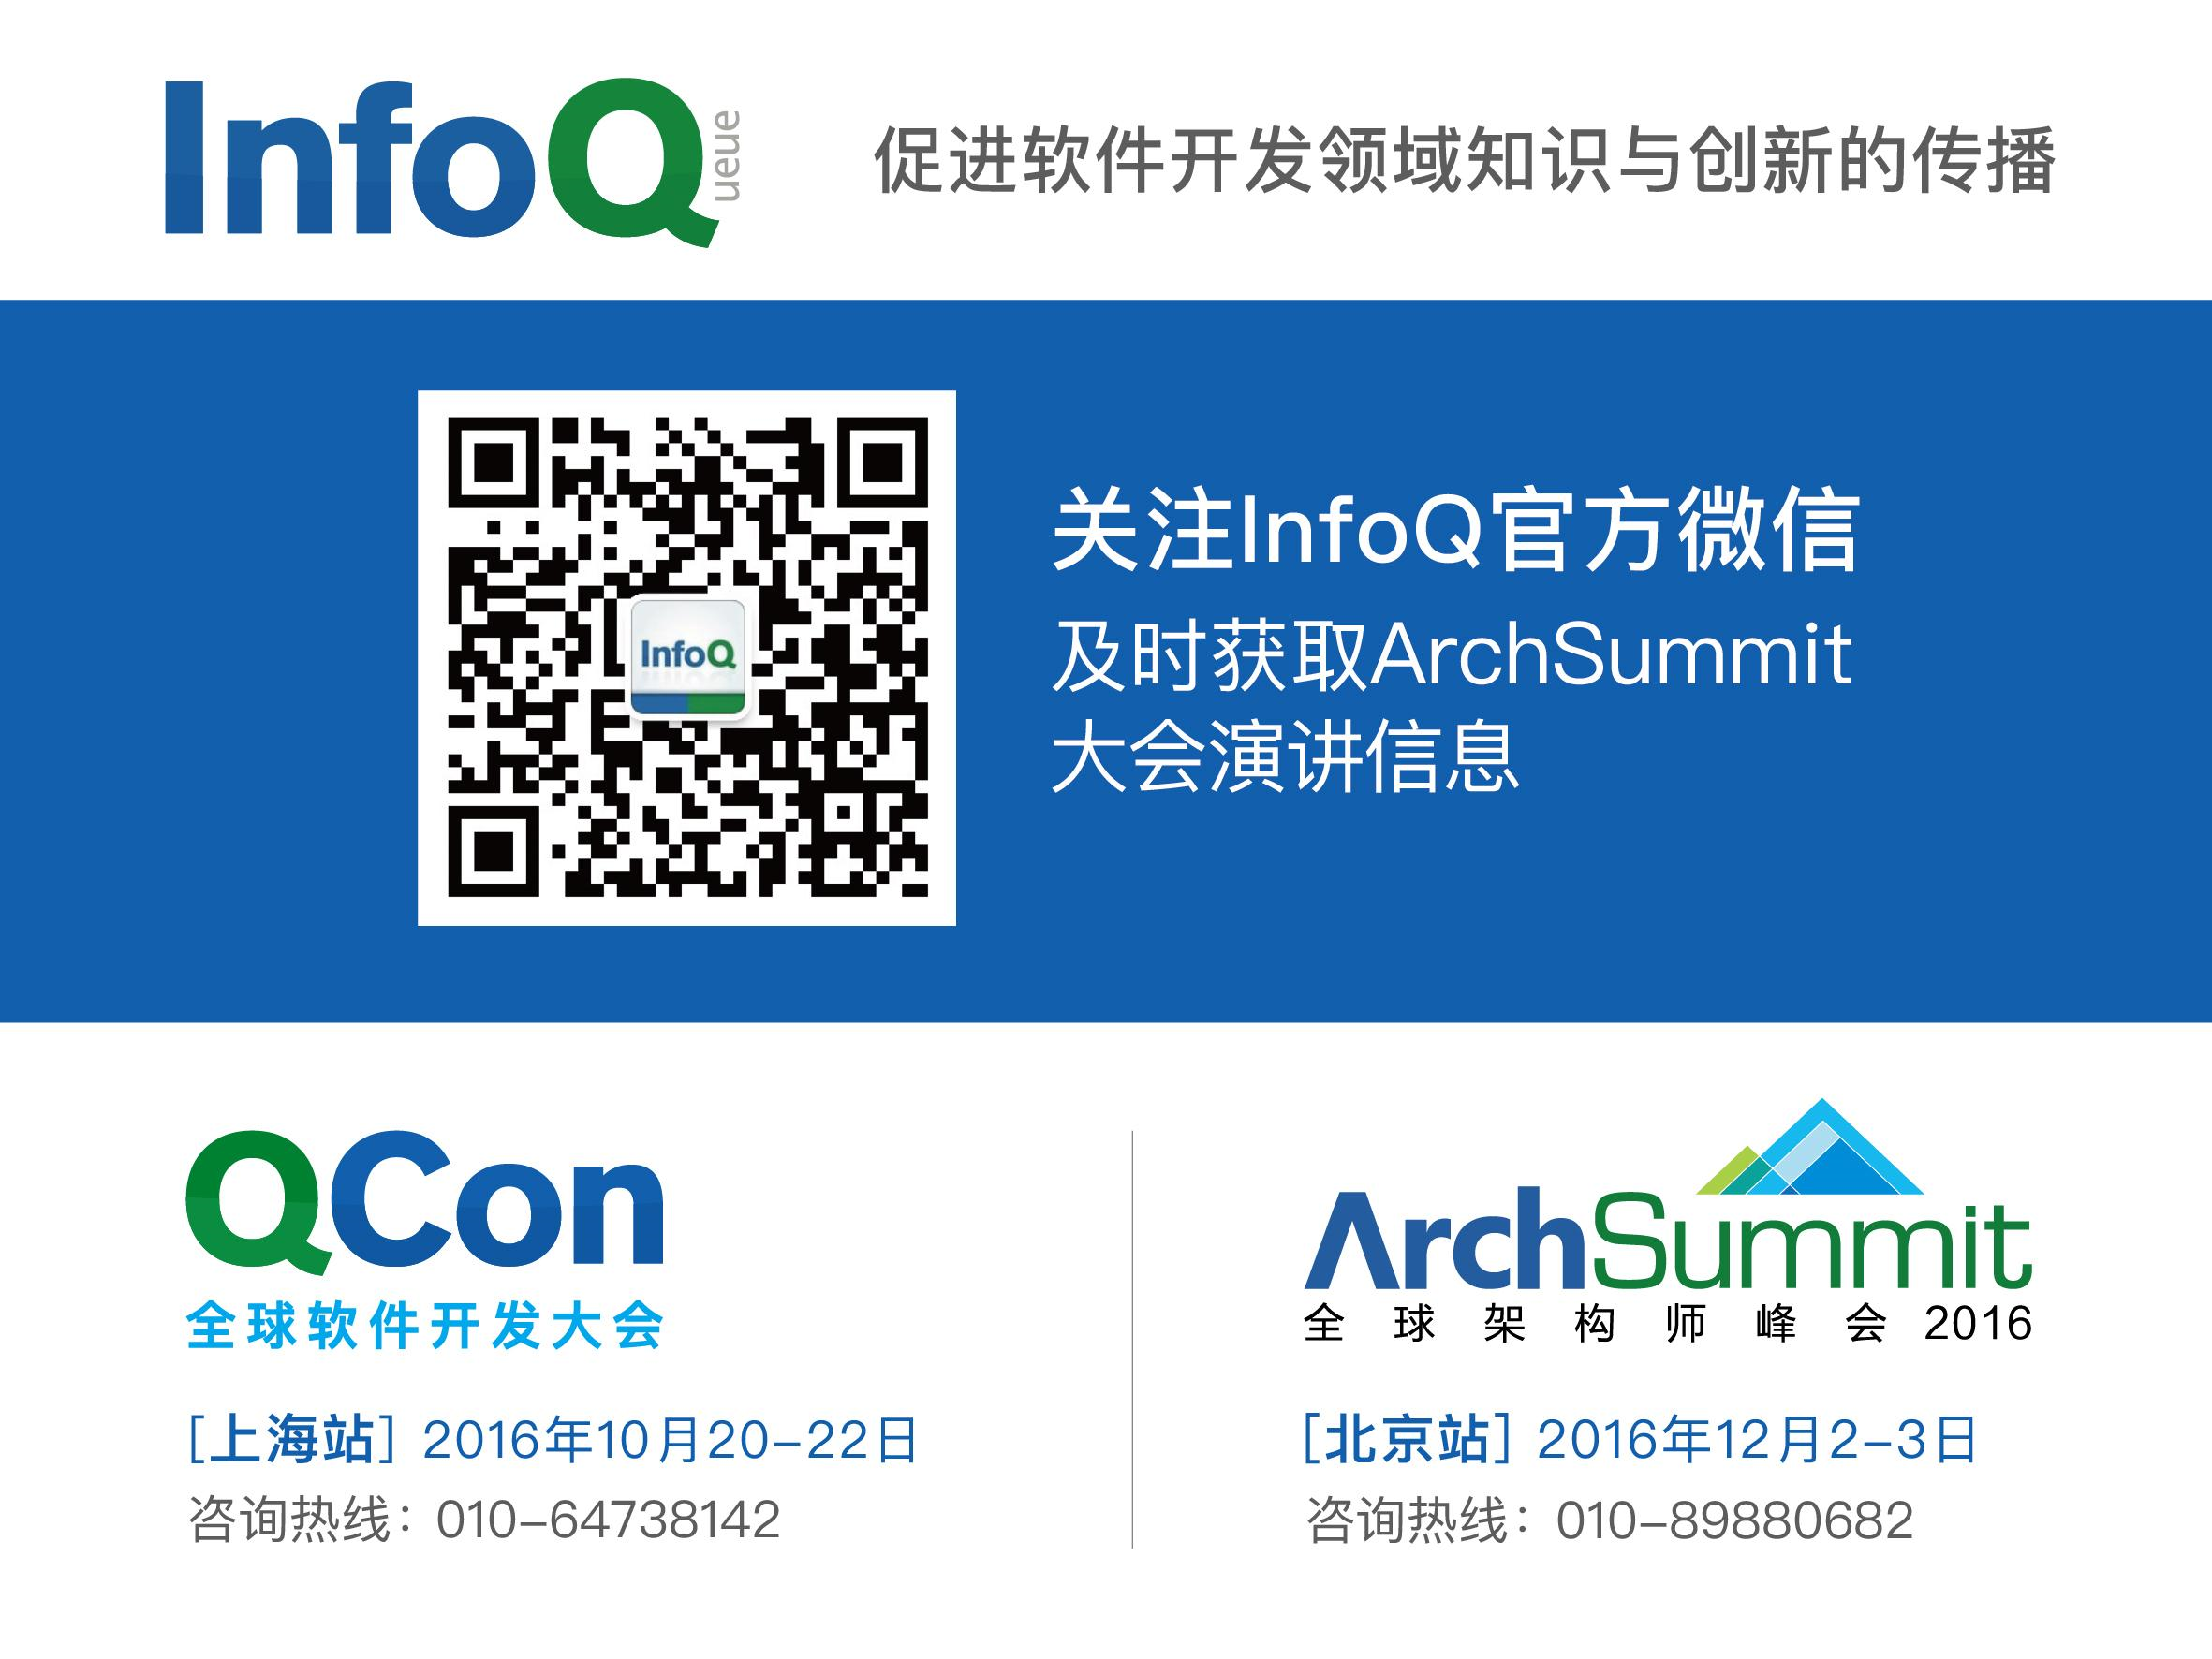 InfoQueue
促进软件开发领域知识与创新的传播
InfoQ
关注InfoQ官方微信
及时获取ArchSummit
大会演讲信息
QCon
全球软件开发大会
[上海站] 2016年10月20-22日
咨询热线：010-64738142
ArchSummit
全球架构师峰会 2016
[北京站] 2016年12月2-3日
咨询热线：010-89880682